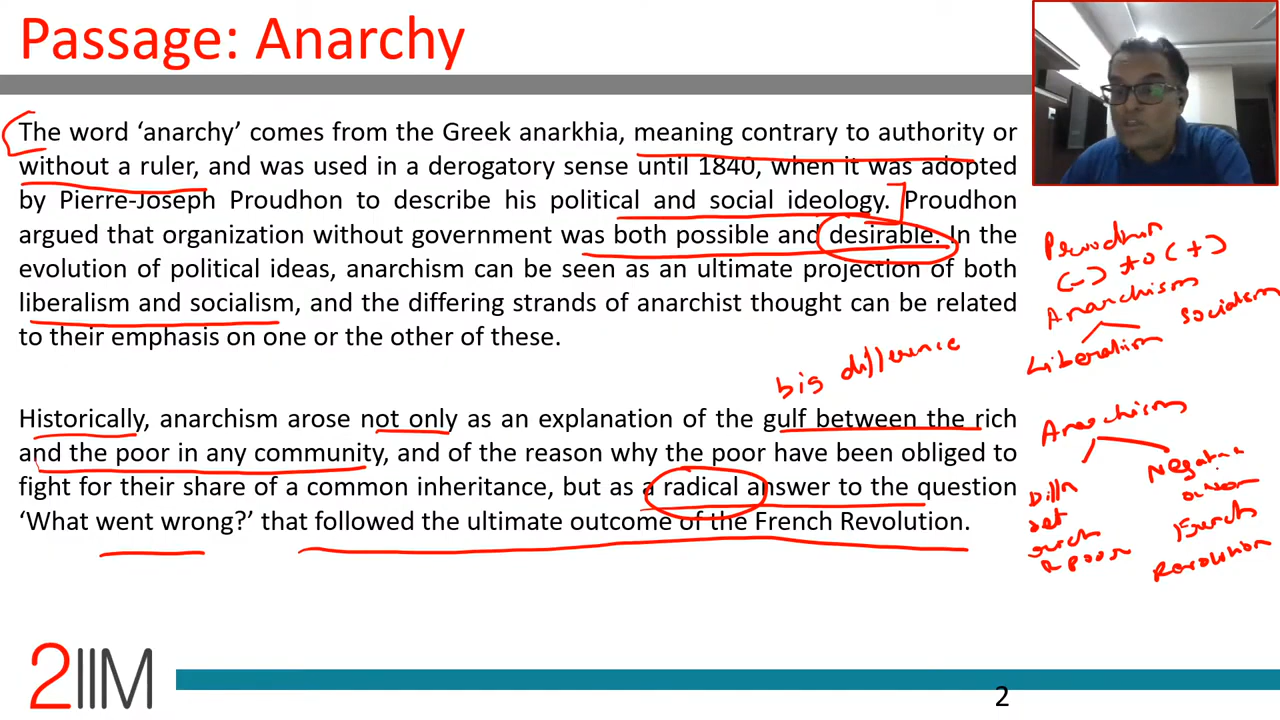 Passage: Anarchy
The word ‘anarchy’ comes from the Greek anarkhia, meaning contrary to authority or
without a ruler, and was used in a derogatory sense until 1840, when it was adopted
by Pierre-Joseph Proudhon to describe his political and social ideology. Proudhon
argued that organization without government was both possible and desirable. In the
evolution of political ideas, anarchism can be seen as an ultimate projection of both
liberalism and socialism, and the differing strands of anarchist thought can be related
to their emphasis on one or the other of these.
big difference
Historically, anarchism arose not only as an explanation of the gulf between the rich
and the poor in any community, and of the reason why the poor have been obliged to
fight for their share of a common inheritance, but as a radical answer to the question
‘What went wrong?’ that followed the ultimate outcome of the French Revolution.
Proudhon
(-) to (+)
Anarchism
Socialism
Liberalism
Anarchism
Negative
French
Revolution
& poor
2IIM
2